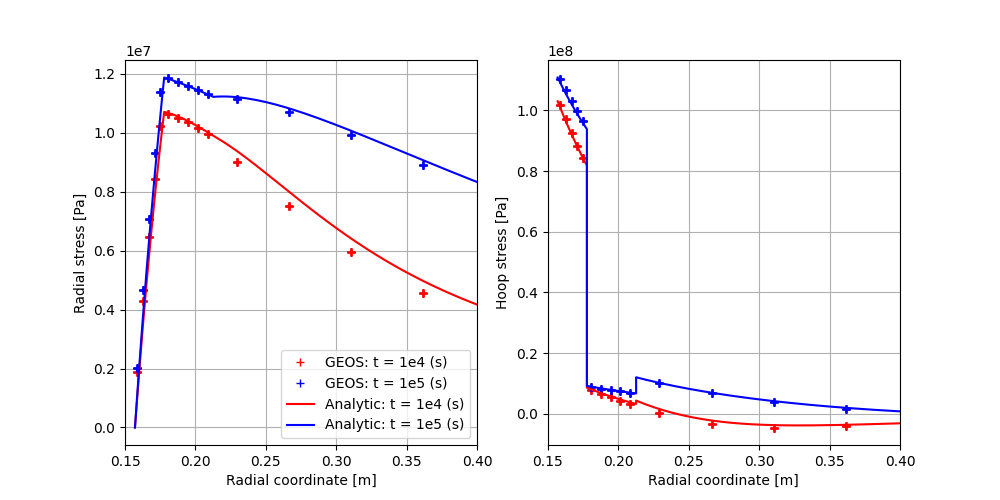 1e7
1.2
1.0
0.8
0.6
0.4
0.2
0.0
Radial stress [Pa]
0.15 0.20 0.25 0.30 0.35 0.40
Radial coordinate [m]
GEOS: t = 1e4 (s)
GEOS: t = 1e5 (s)
Analytic: t = 1e4 (s)
Analytic: t = 1e5 (s)
1e8
1.0
0.8
0.6
0.4
0.2
0.0
Hoop stress [Pa]
0.15 0.20 0.25 0.30 0.35 0.40
Radial coordinate [m]